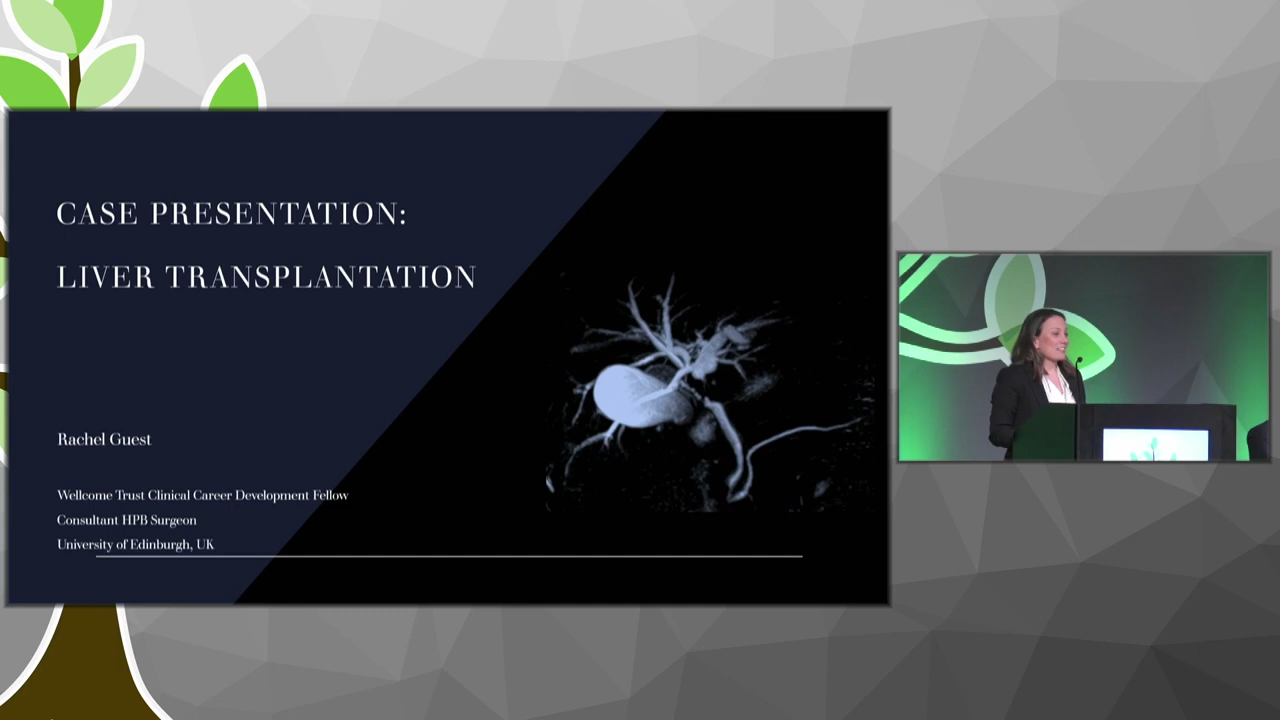 CASE PRESENTATION:
LIVER TRANSPLANTATION
Rachel Guest
Wellcome Trust Clinical Career Development Fellow
Consultant HPB Surgeon
University of Edinburgh, UK